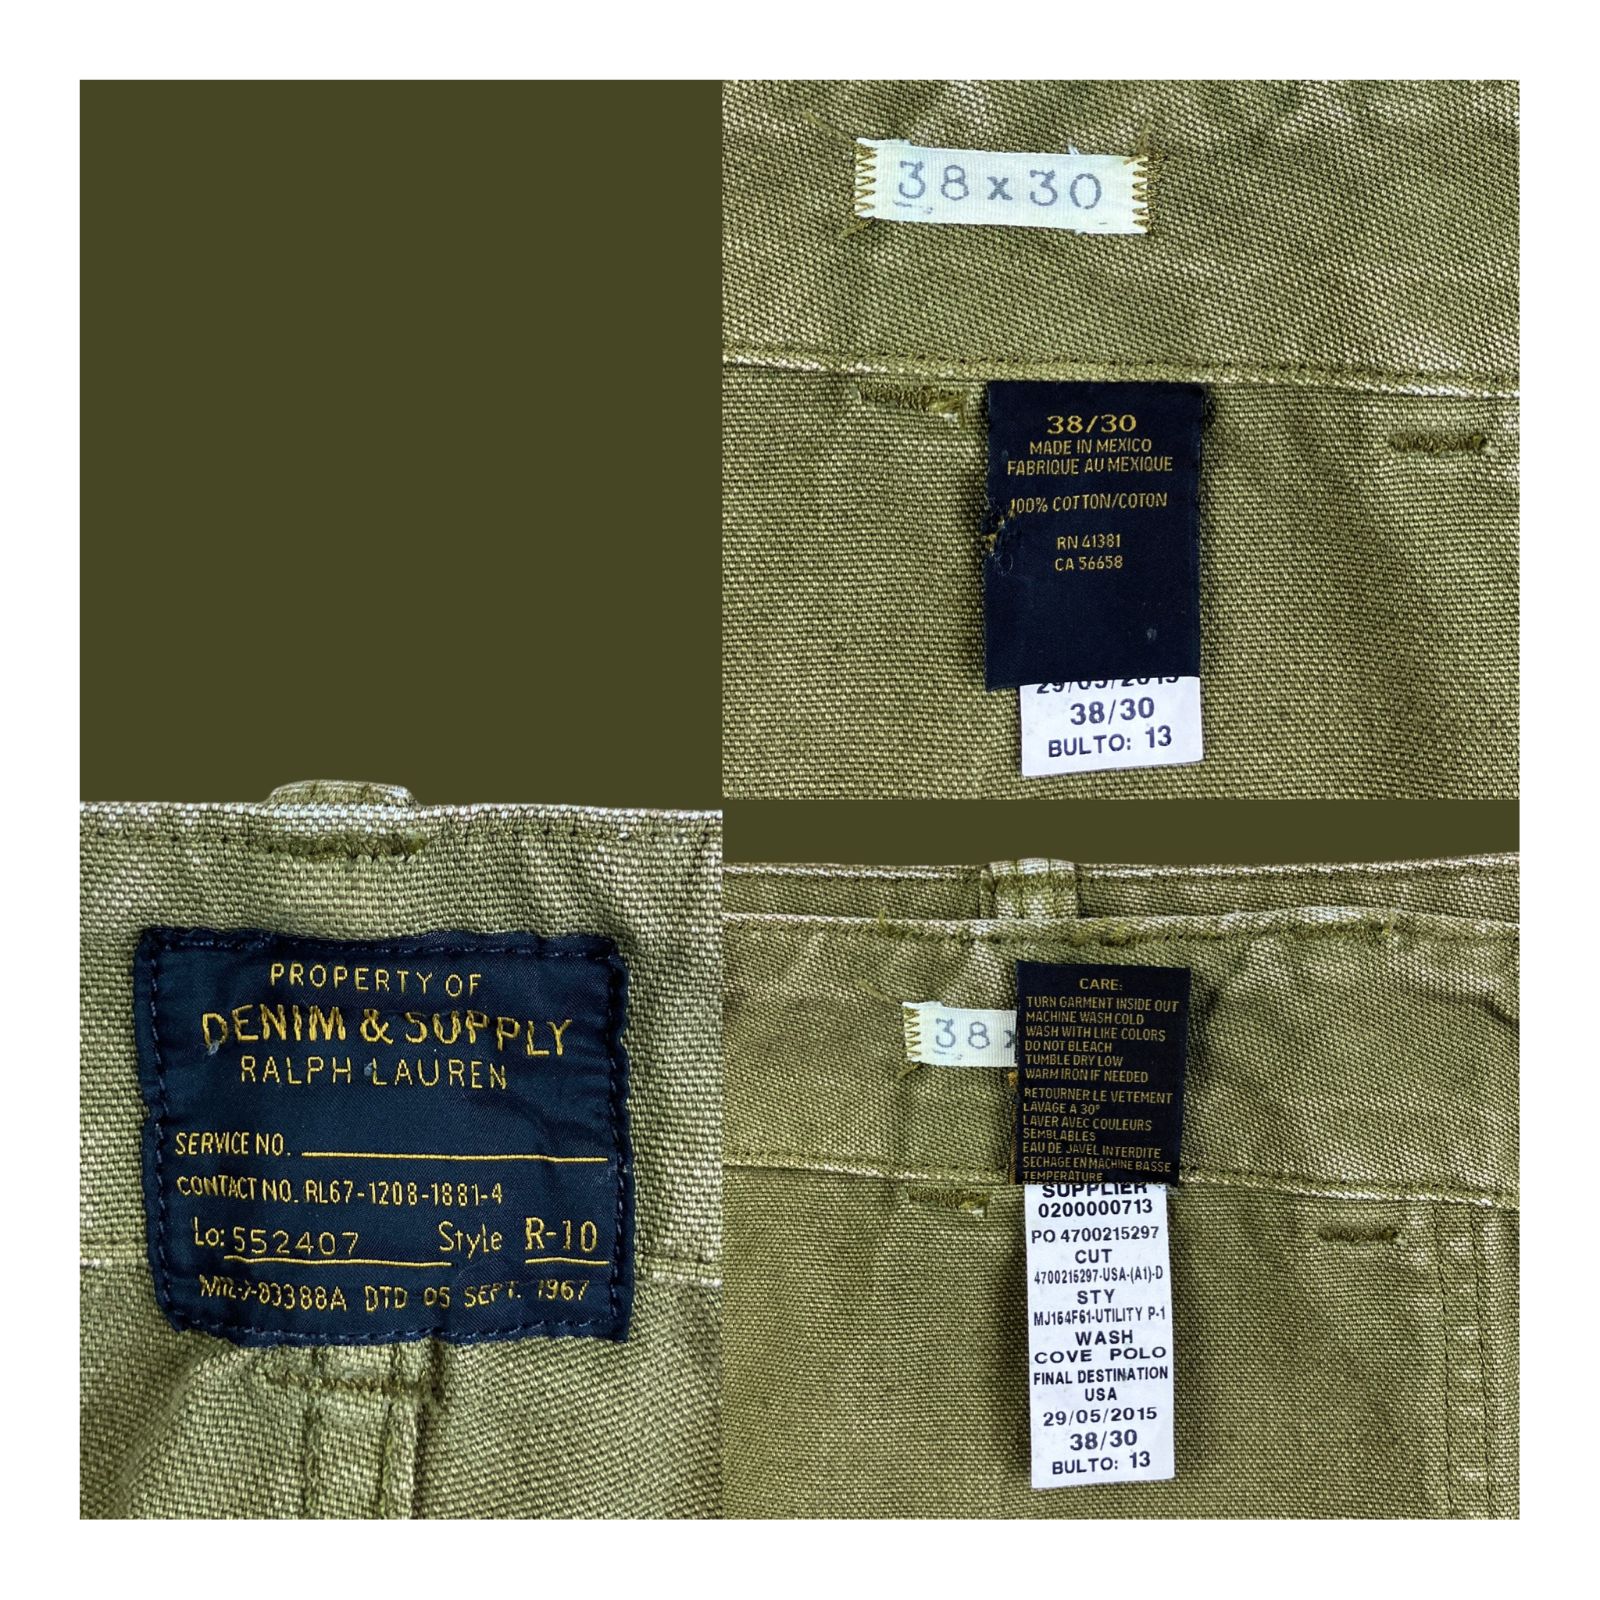 38x30
38/30
MADE IN MEXICO
FABRIQUE AU MEXIQUE
100% COTTON/COTON
RN 41381
CA 56658
29/05/2015
38/30
BULTO: 13
PROPERTY OF
DENIM & SUPPLY
RALPH LAUREN
SERVICE NO.
CONTACT NO. RL67-1208-1881-4
Lo: 552407 Style R-10
DTD 05 SEPT. 1967
38x
CARE:
TURN GARMENT INSIDE OUT
MACHINE WASH COLD
WASH WITH LIKE COLORS
DO NOT BLEACH
TUMBLE DRY LOW
WARM IRON IF NEEDED
RETOURNER LE VETEMENT
LAVAGE A 30°
LAVER AVEC COULEURS
SEMBLABLES
EAU DE JAVEL INTERDITE
SECHAGE EN MACHINE BASSE
TEMPERATURE
SUPPLIER
0200000713
PO 4700215297
CUT
4700215297-USA-(A1)-D
STY
MJ164F61-UTILITY P-1
WASH
COVE POLO
FINAL DESTINATION
USA
29/05/2015
38/30
BULTO: 13